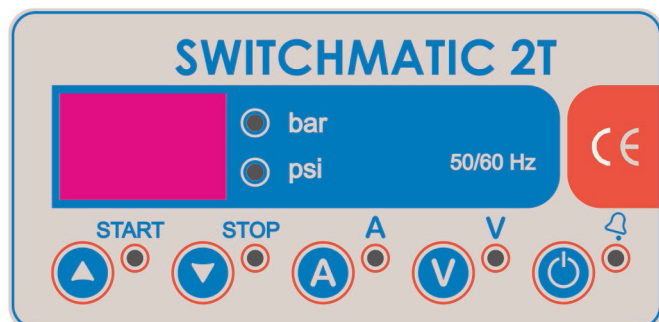 SWITCHMATIC 2T
bar
psi
50/60 Hz
CE
START
STOP
A
V
A
V